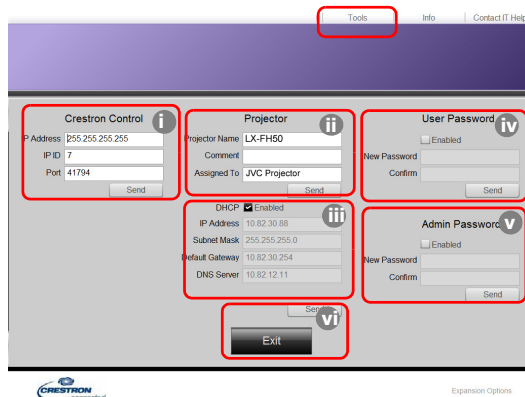 Tools Info Contact IT Help
Crestron Control i
IP Address 255.255.255.255
IP ID 7
Port 41794
Send
Projector ii
Projector Name LX-FH50
Comment
Assigned To JVC Projector
Send
DHCP Enabled iii
IP Address 10.82.30.88
Subnet Mask 255.255.255.0
Default Gateway 10.82.30.254
DNS Server 10.82.12.11
Send
vi
Exit
User Password iv
Enabled
New Password
Confirm
Send
Admin Password v
Enabled
New Password
Confirm
Send
CRESTRON
connected
Expansion Options